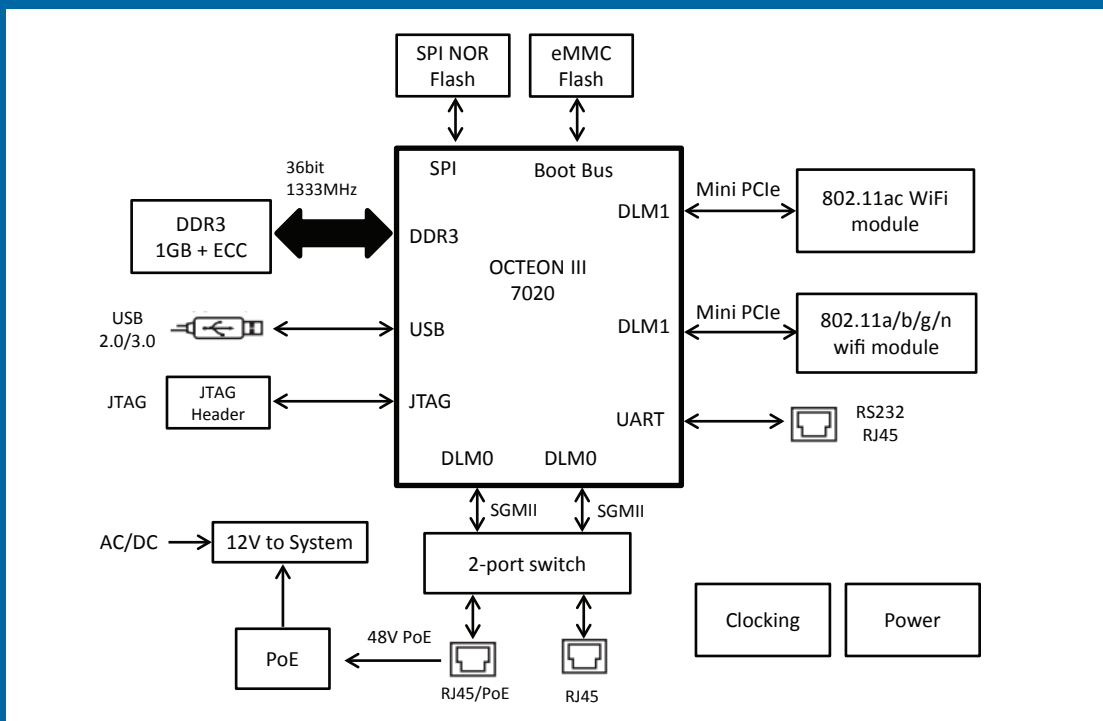 SPI NOR
Flash
eMMC
Flash
36bit
1333MHz
SPI
Boot Bus
Mini PCIe
DLM1
802.11ac WiFi
module
DDR3
1GB + ECC
DDR3
OCTEON III
7020
USB
2.0/3.0
USB
Mini PCIe
DLM1
802.11a/b/g/n
wifi module
JTAG
JTAG
Header
JTAG
UART
RS232
RJ45
DLM0
DLM0
SGMII
SGMII
AC/DC
12V to System
2-port switch
Clocking
Power
48V PoE
PoE
RJ45/PoE
RJ45